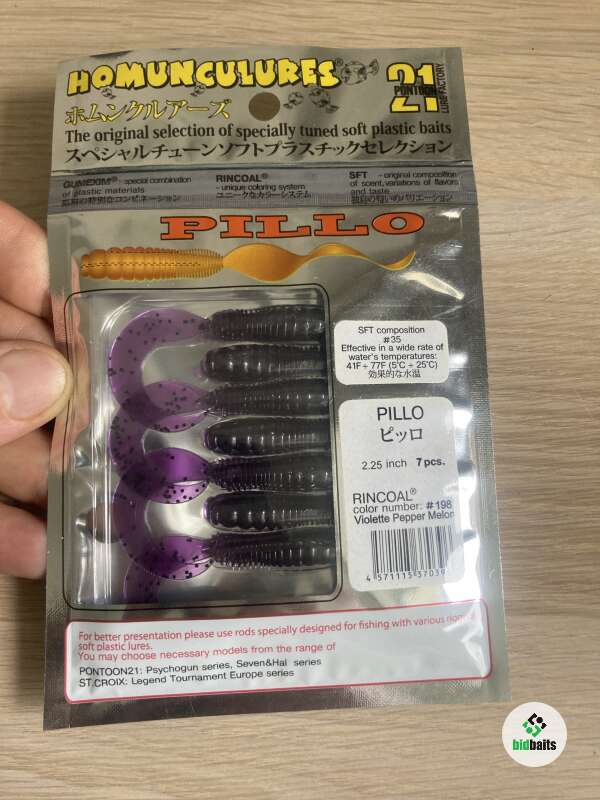 HOMUNCULURES®
ホムンクルアーズ
21
PONTOON
LUREFACTORY
The original selection of specially tuned soft plastic baits
スペシャルチューンソフトプラスチックセレクション
GUMEXIM® - special combination
of plastic materials
RINCOAL®
- unique coloring system
ユニークなカラーシステム
SFT - original composition
of scent, variations of flavors
and taste
PILLO
SFT composition
#35
Effective in a wide rate of
water's temperatures:
41F ÷ 77F (5°C ÷ 25°C)
効果的な水温
PILLO
ピッロ
2.25 inch 7 pcs.
RINCOAL®
color number: #198
Violette Pepper Melon
4 571115 37039
For better presentation please use rods specially designed for fishing with various
soft plastic lures.
You may choose necessary models from the range of
PONTOON21: Psychogun series, Seven&Hal series
ST.CROIX: Legend Tournament Europe series
bidbaits